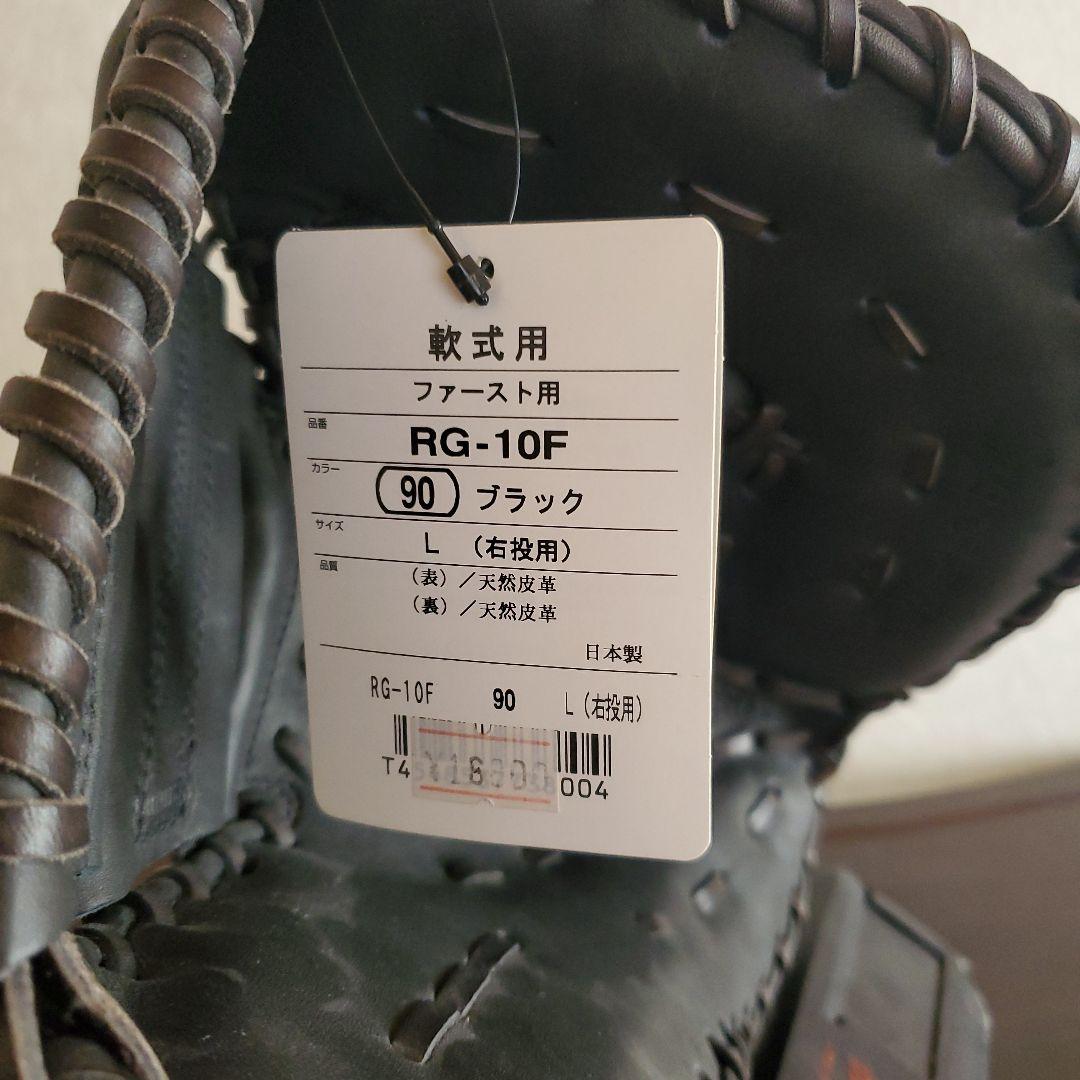 軟式用
ファースト用
品番
RG-10F
カラー
90 ブラック
サイズ
L (右投用)
品質
(表)/天然皮革
(裏)/天然皮革
日本製
RG-10F 90 L(右投用)
T4
004